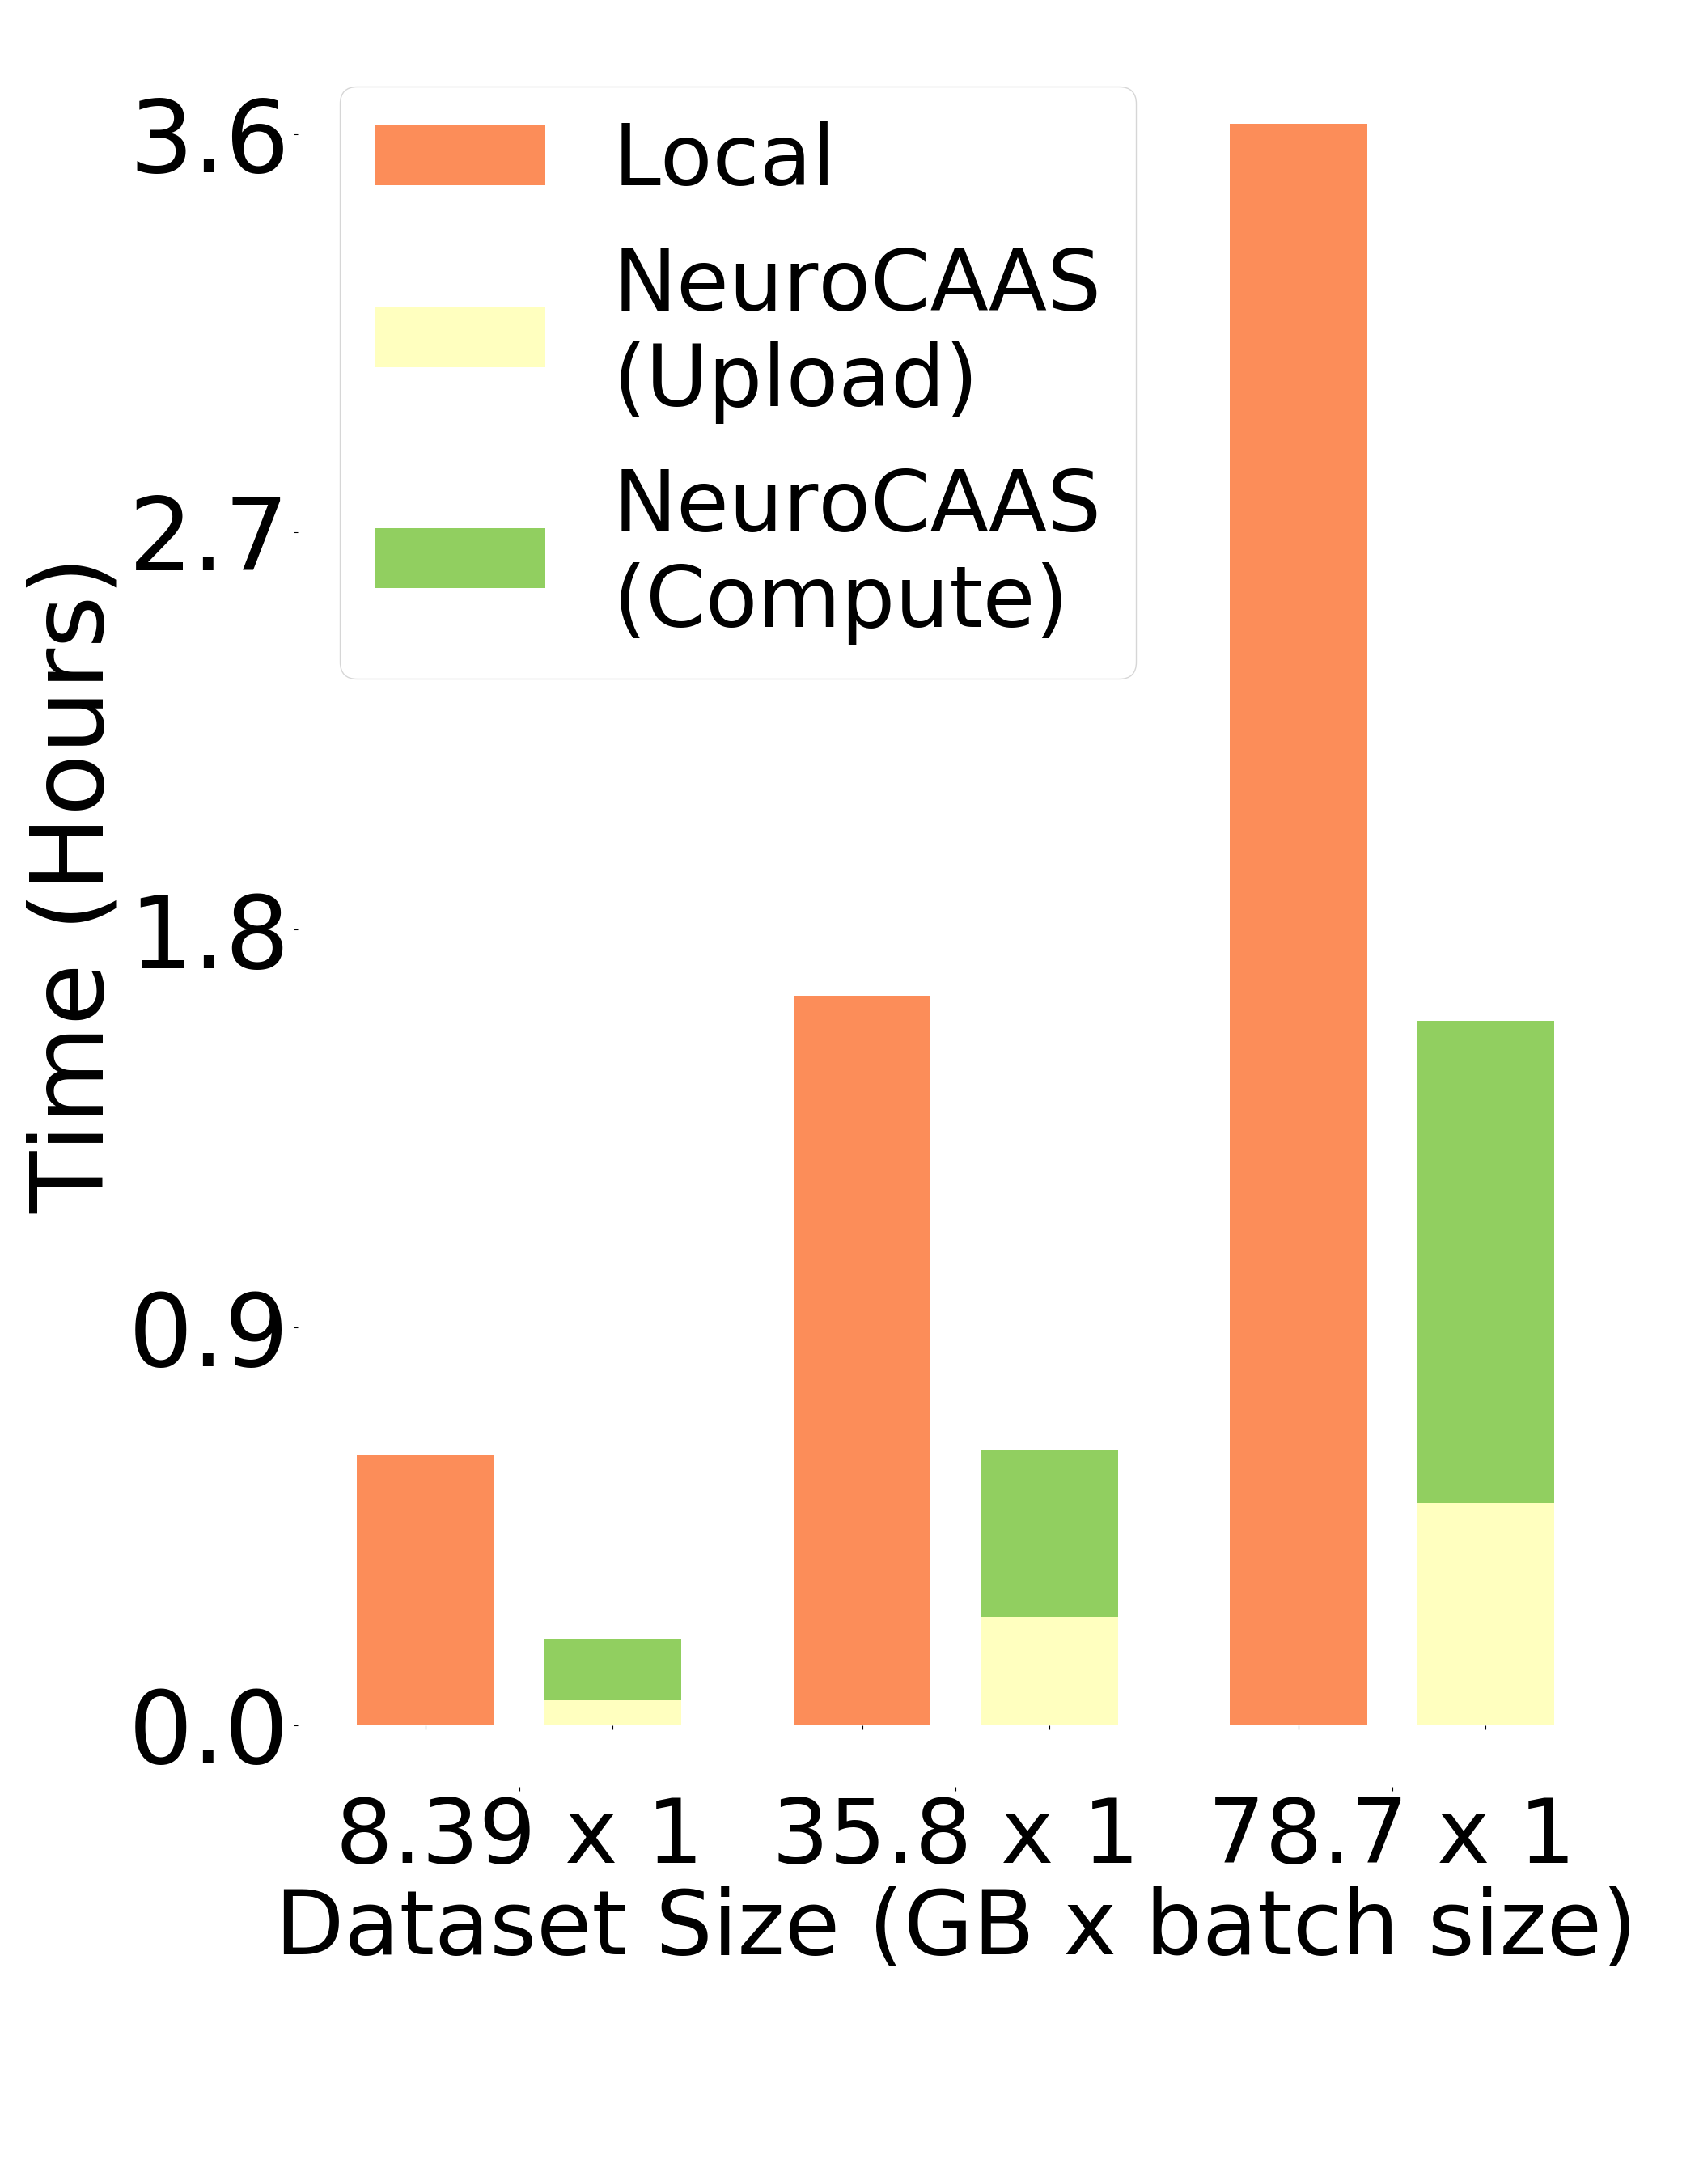 3.6
2.7
1.8
0.9
0.0
Time (Hours)
Local
NeuroCAAS
(Upload)
NeuroCAAS
(Compute)
8.39 x 1 35.8 x 1 78.7 x 1
Dataset Size (GB x batch size)